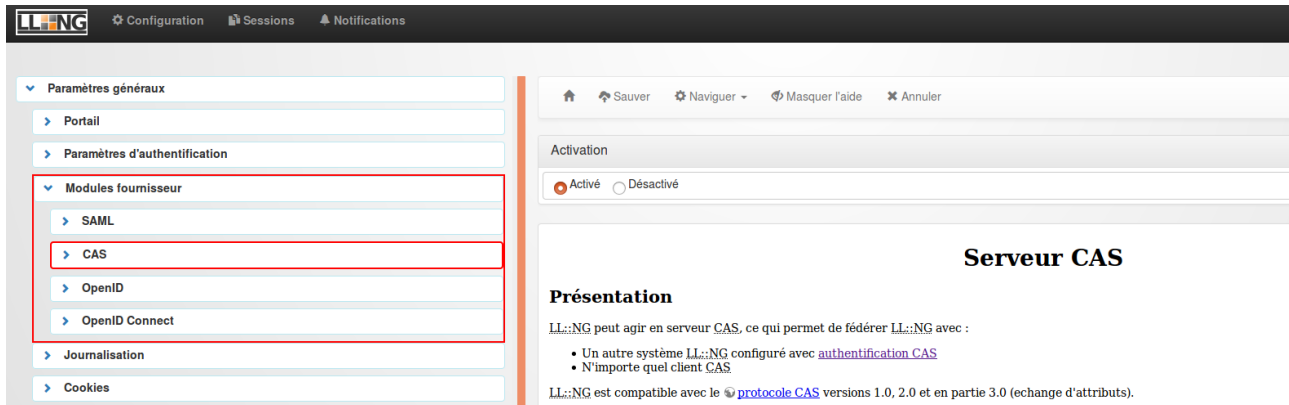 LL::NG Configuration Sessions Notifications
Paramètres généraux
Portail
Paramètres d'authentification
Modules fournisseur
SAML
CAS
OpenID
OpenID Connect
Journalisation
Cookies
Sauver Naviguer Masquer l'aide Annuler
Activation
Activé Désactivé
Serveur CAS
Présentation
LL::NG peut agir en serveur CAS, ce qui permet de fédérer LL::NG avec :
• Un autre système LL::NG configuré avec authentification CAS
• N'importe quel client CAS
LL::NG est compatible avec le protocole CAS versions 1.0, 2.0 et en partie 3.0 (echange d'attributs).